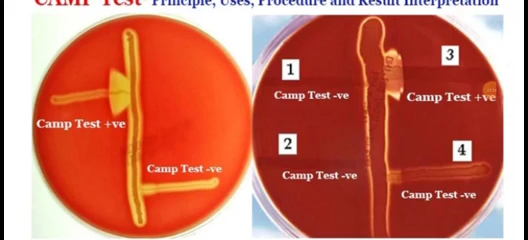 CAMP Test- Principle, Uses, Procedure and Result Interpretation
Camp Test +ve
Camp Test -ve
1
Camp Test -ve
3
Camp Test +ve
2
Camp Test -ve
4
Camp Test -ve